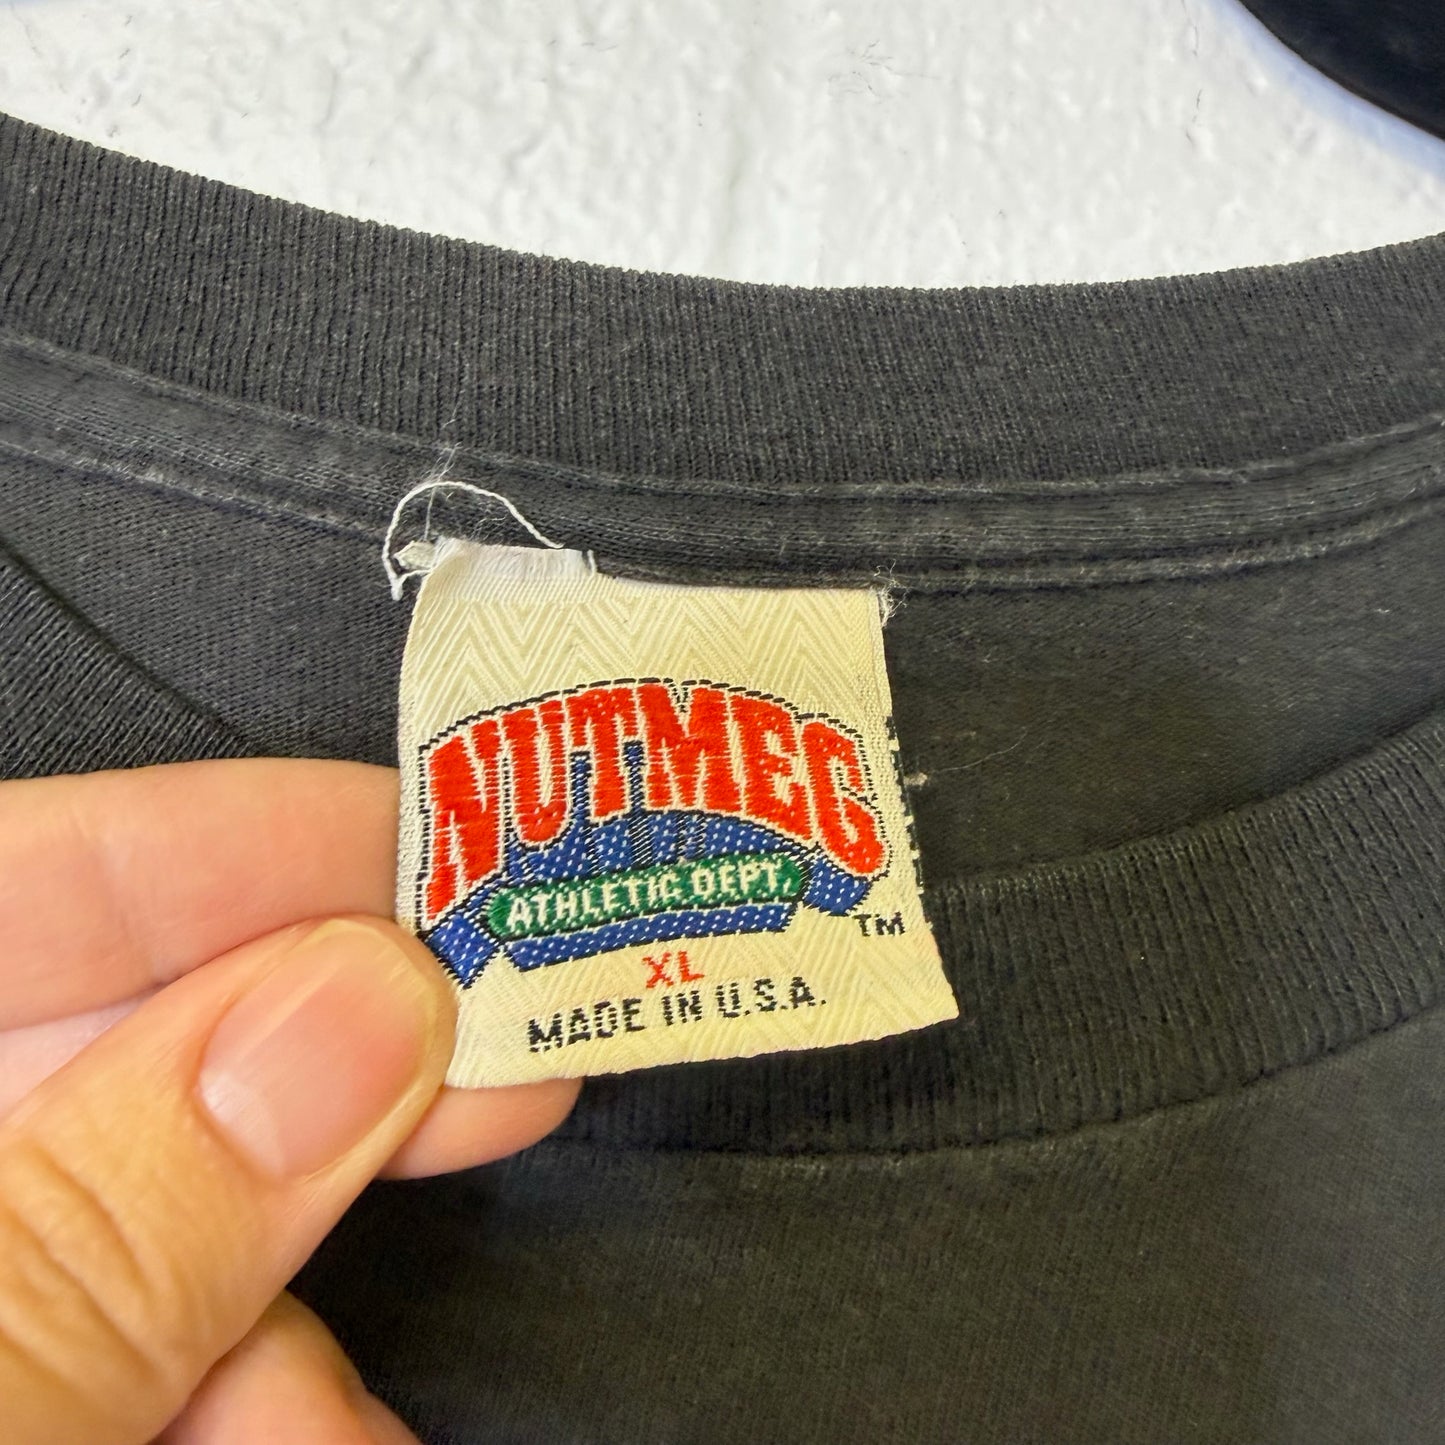 NUTMEG
ATHLETIC DEPT.
TM
XL
MADE IN U.S.A.